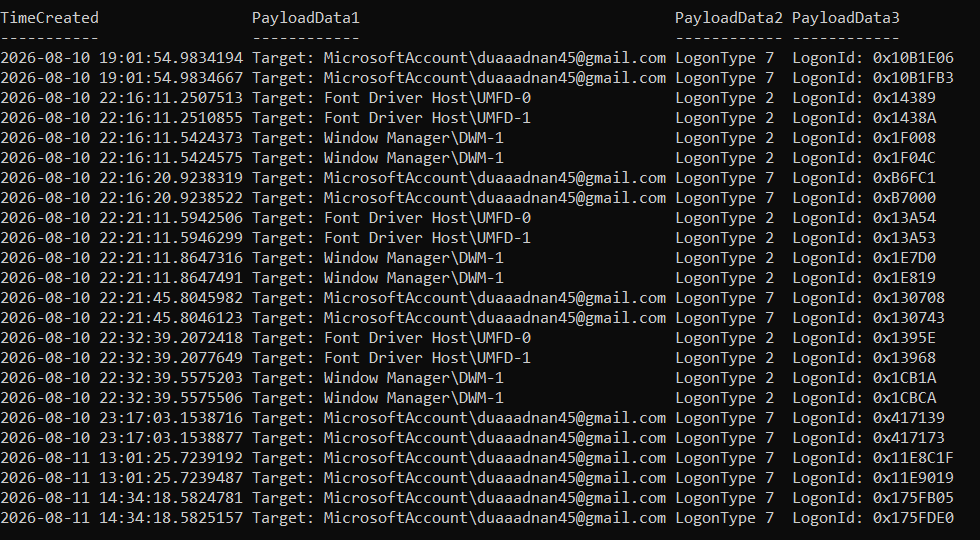 TimeCreated PayloadData1 PayloadData2 PayloadData3
----------- ------------ ------------ ------------
2026-08-10 19:01:54.9834194 Target: MicrosoftAccount\duaaadnan45@gmail.com LogonType 7 LogonId: 0x10B1E06
2026-08-10 19:01:54.9834667 Target: MicrosoftAccount\duaaadnan45@gmail.com LogonType 7 LogonId: 0x10B1FB3
2026-08-10 22:16:11.2507513 Target: Font Driver Host\UMFD-0 LogonType 2 LogonId: 0x14389
2026-08-10 22:16:11.2510855 Target: Font Driver Host\UMFD-1 LogonType 2 LogonId: 0x1438A
2026-08-10 22:16:11.5424373 Target: Window Manager\DWM-1 LogonType 2 LogonId: 0x1F008
2026-08-10 22:16:11.5424575 Target: Window Manager\DWM-1 LogonType 2 LogonId: 0x1F04C
2026-08-10 22:16:20.9238319 Target: MicrosoftAccount\duaaadnan45@gmail.com LogonType 7 LogonId: 0xB6FC1
2026-08-10 22:16:20.9238522 Target: MicrosoftAccount\duaaadnan45@gmail.com LogonType 7 LogonId: 0xB7000
2026-08-10 22:21:11.5942506 Target: Font Driver Host\UMFD-0 LogonType 2 LogonId: 0x13A54
2026-08-10 22:21:11.5946299 Target: Font Driver Host\UMFD-1 LogonType 2 LogonId: 0x13A53
2026-08-10 22:21:11.8647316 Target: Window Manager\DWM-1 LogonType 2 LogonId: 0x1E7D0
2026-08-10 22:21:11.8647491 Target: Window Manager\DWM-1 LogonType 2 LogonId: 0x1E819
2026-08-10 22:21:45.8045982 Target: MicrosoftAccount\duaaadnan45@gmail.com LogonType 7 LogonId: 0x130708
2026-08-10 22:21:45.8046123 Target: MicrosoftAccount\duaaadnan45@gmail.com LogonType 7 LogonId: 0x130743
2026-08-10 22:32:39.2072418 Target: Font Driver Host\UMFD-0 LogonType 2 LogonId: 0x1395E
2026-08-10 22:32:39.2077649 Target: Font Driver Host\UMFD-1 LogonType 2 LogonId: 0x13968
2026-08-10 22:32:39.5575203 Target: Window Manager\DWM-1 LogonType 2 LogonId: 0x1CB1A
2026-08-10 22:32:39.5575506 Target: Window Manager\DWM-1 LogonType 2 LogonId: 0x1CBCA
2026-08-10 23:17:03.1538716 Target: MicrosoftAccount\duaaadnan45@gmail.com LogonType 7 LogonId: 0x417139
2026-08-10 23:17:03.1538877 Target: MicrosoftAccount\duaaadnan45@gmail.com LogonType 7 LogonId: 0x417173
2026-08-11 13:01:25.7239192 Target: MicrosoftAccount\duaaadnan45@gmail.com LogonType 7 LogonId: 0x11E8C1F
2026-08-11 13:01:25.7239487 Target: MicrosoftAccount\duaaadnan45@gmail.com LogonType 7 LogonId: 0x11E9019
2026-08-11 14:34:18.5824781 Target: MicrosoftAccount\duaaadnan45@gmail.com LogonType 7 LogonId: 0x175FB05
2026-08-11 14:34:18.5825157 Target: MicrosoftAccount\duaaadnan45@gmail.com LogonType 7 LogonId: 0x175FDE0